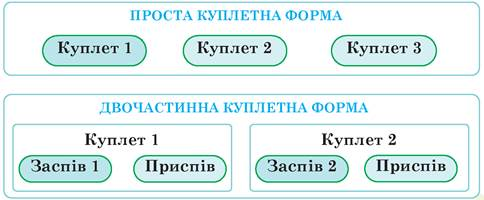 ПРОСТА КУПЛЕТНА ФОРМА
Куплет 1 Куплет 2 Куплет 3
ДВОЧАСТИННА КУПЛЕТНА ФОРМА
Куплет 1 Куплет 2
Заспів 1 Приспів Заспів 2 Приспів